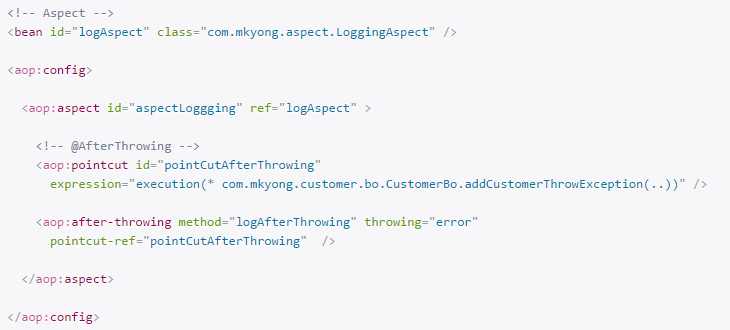 <!-- Aspect -->
<bean id="logAspect" class="com.mkyong.aspect.LoggingAspect" />
<aop:config>
<aop:aspect id="aspectLoggging" ref="logAspect" >
<!-- @AfterThrowing -->
<aop:pointcut id="pointCutAfterThrowing"
expression="execution(* com.mkyong.customer.bo.CustomerBo.addCustomerThrowException(..))" />
<aop:after-throwing method="logAfterThrowing" throwing="error"
pointcut-ref="pointCutAfterThrowing"  />
</aop:aspect>
</aop:config>